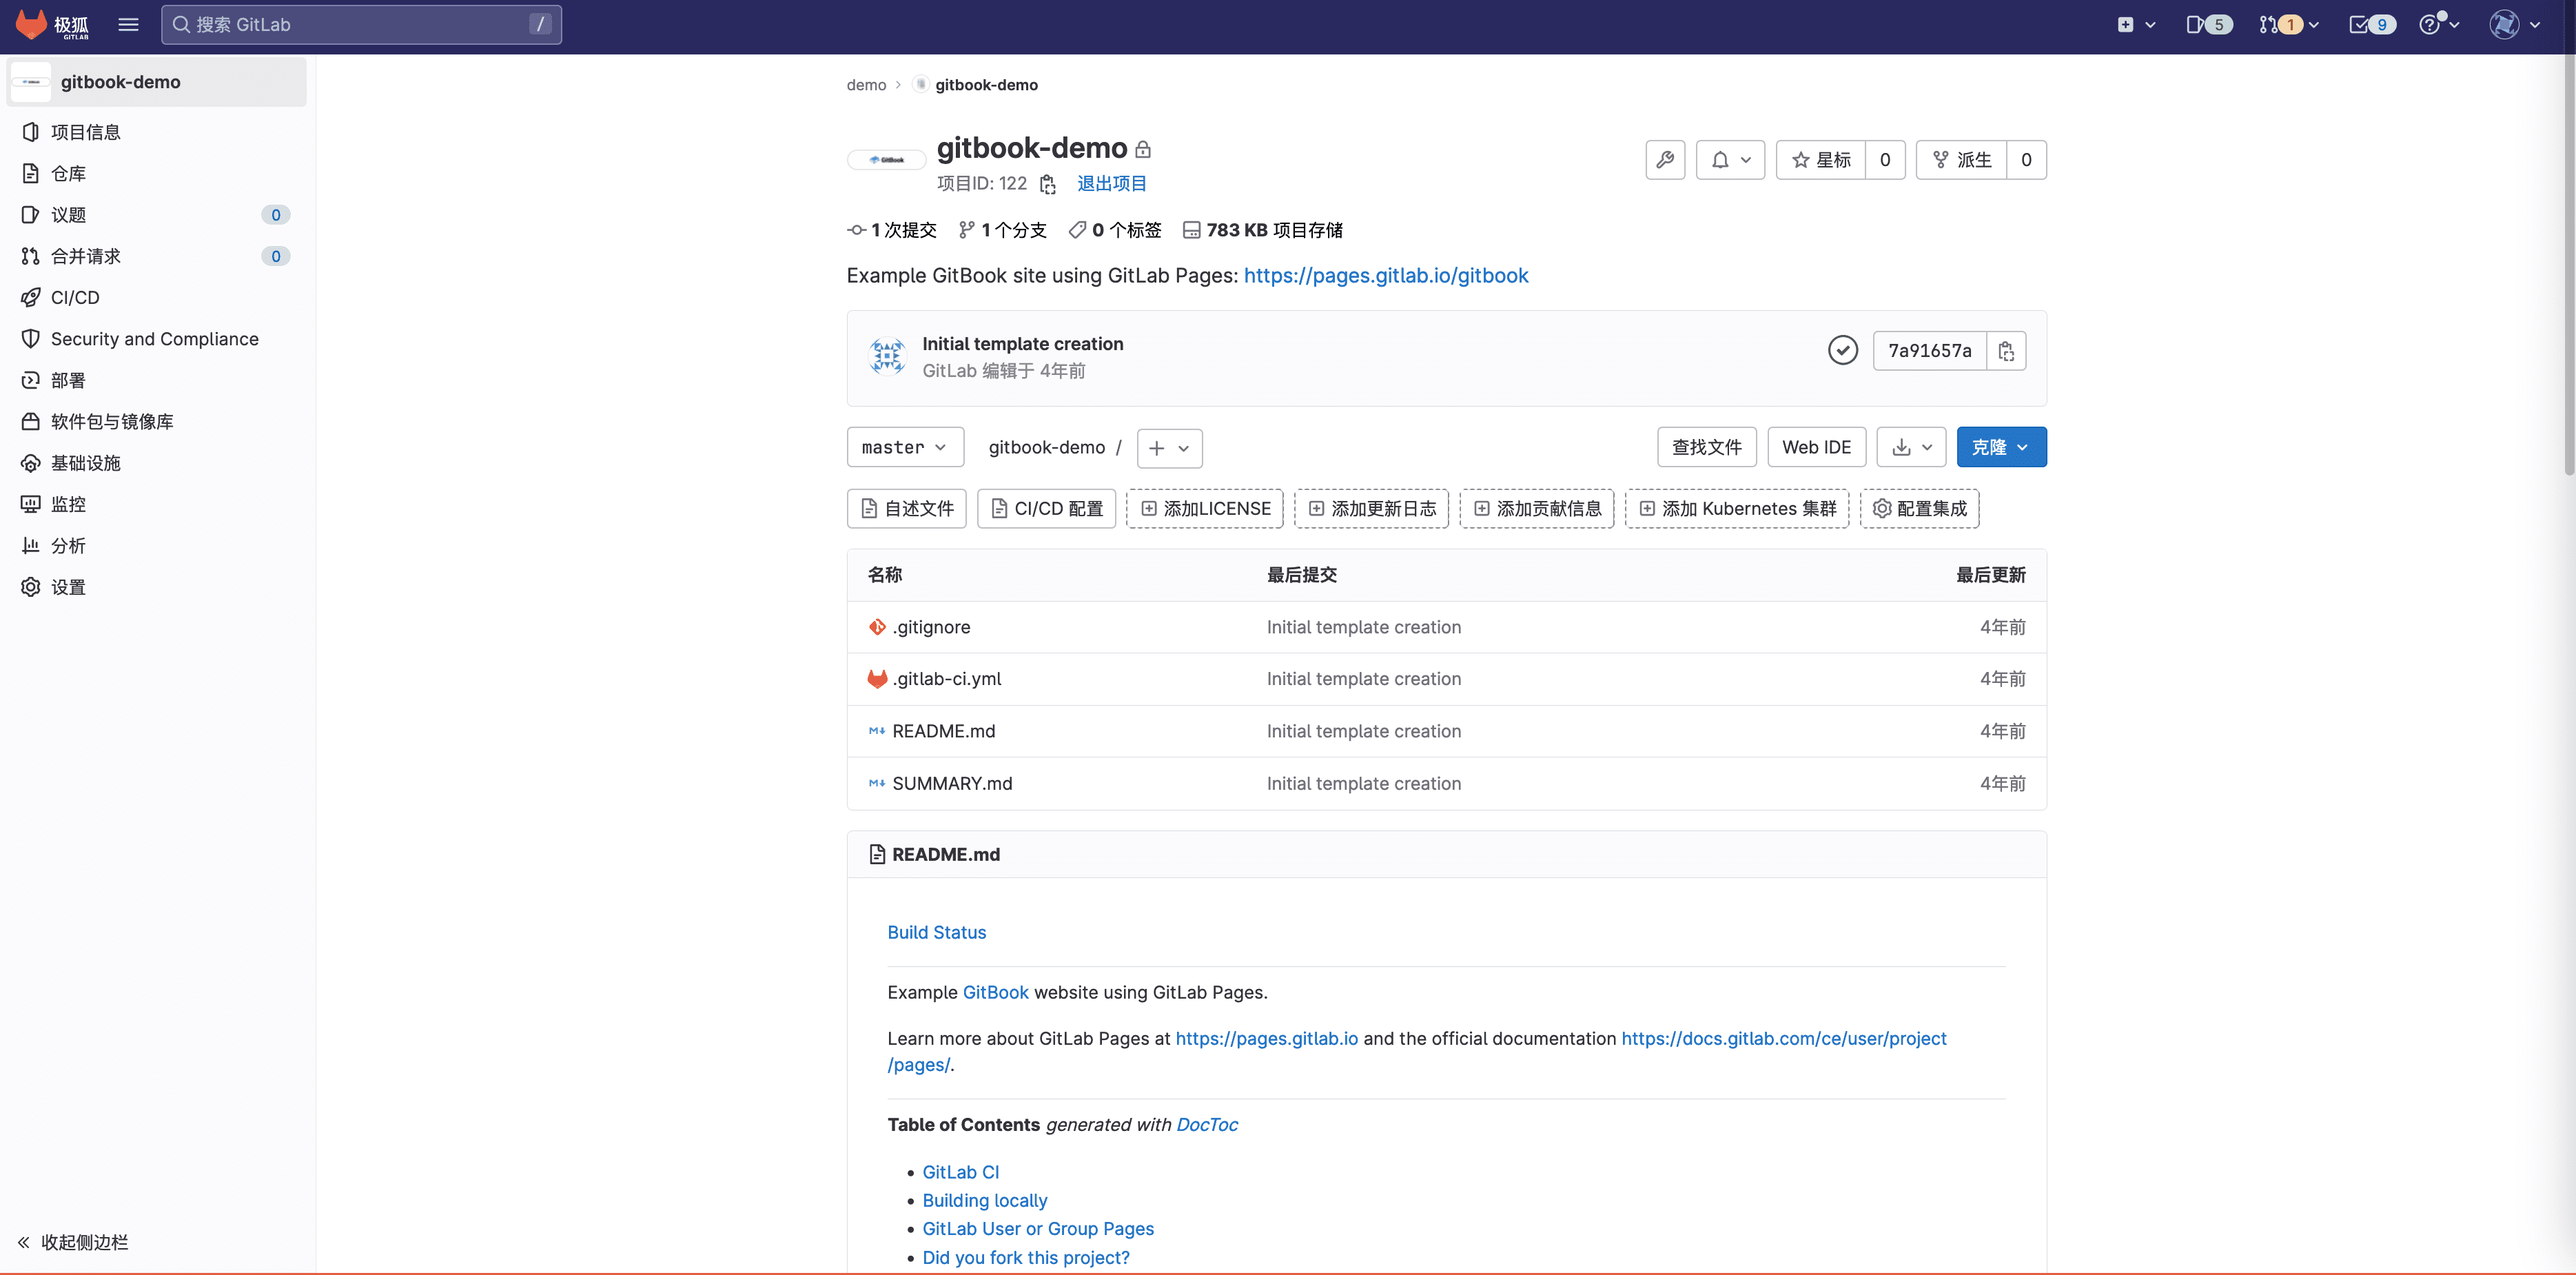 极狐
GITLAB
搜索 GitLab
/
5
1
9
gitbook-demo
项目信息
仓库
议题
0
合并请求
0
CI/CD
Security and Compliance
部署
软件包与镜像库
基础设施
监控
分析
设置
收起侧边栏
demo
gitbook-demo
GitBook
gitbook-demo
项目ID: 122 退出项目
星标 0
派生 0
1 次提交 1 个分支 0 个标签 783 KB 项目存储
Example GitBook site using GitLab Pages: https://pages.gitlab.io/gitbook
Initial template creation
GitLab 编辑于 4年前
7a91657a
master
gitbook-demo /
查找文件
Web IDE
克隆
自述文件
CI/CD 配置
添加LICENSE
添加更新日志
添加贡献信息
添加 Kubernetes 集群
配置集成
名称 最后提交 最后更新
.gitignore Initial template creation 4年前
.gitlab-ci.yml Initial template creation 4年前
README.md Initial template creation 4年前
SUMMARY.md Initial template creation 4年前
README.md
Build Status
Example GitBook website using GitLab Pages.
Learn more about GitLab Pages at https://pages.gitlab.io and the official documentation https://docs.gitlab.com/ce/user/project
/pages/.
Table of Contents generated with DocToc
GitLab CI
Building locally
GitLab User or Group Pages
Did you fork this project?